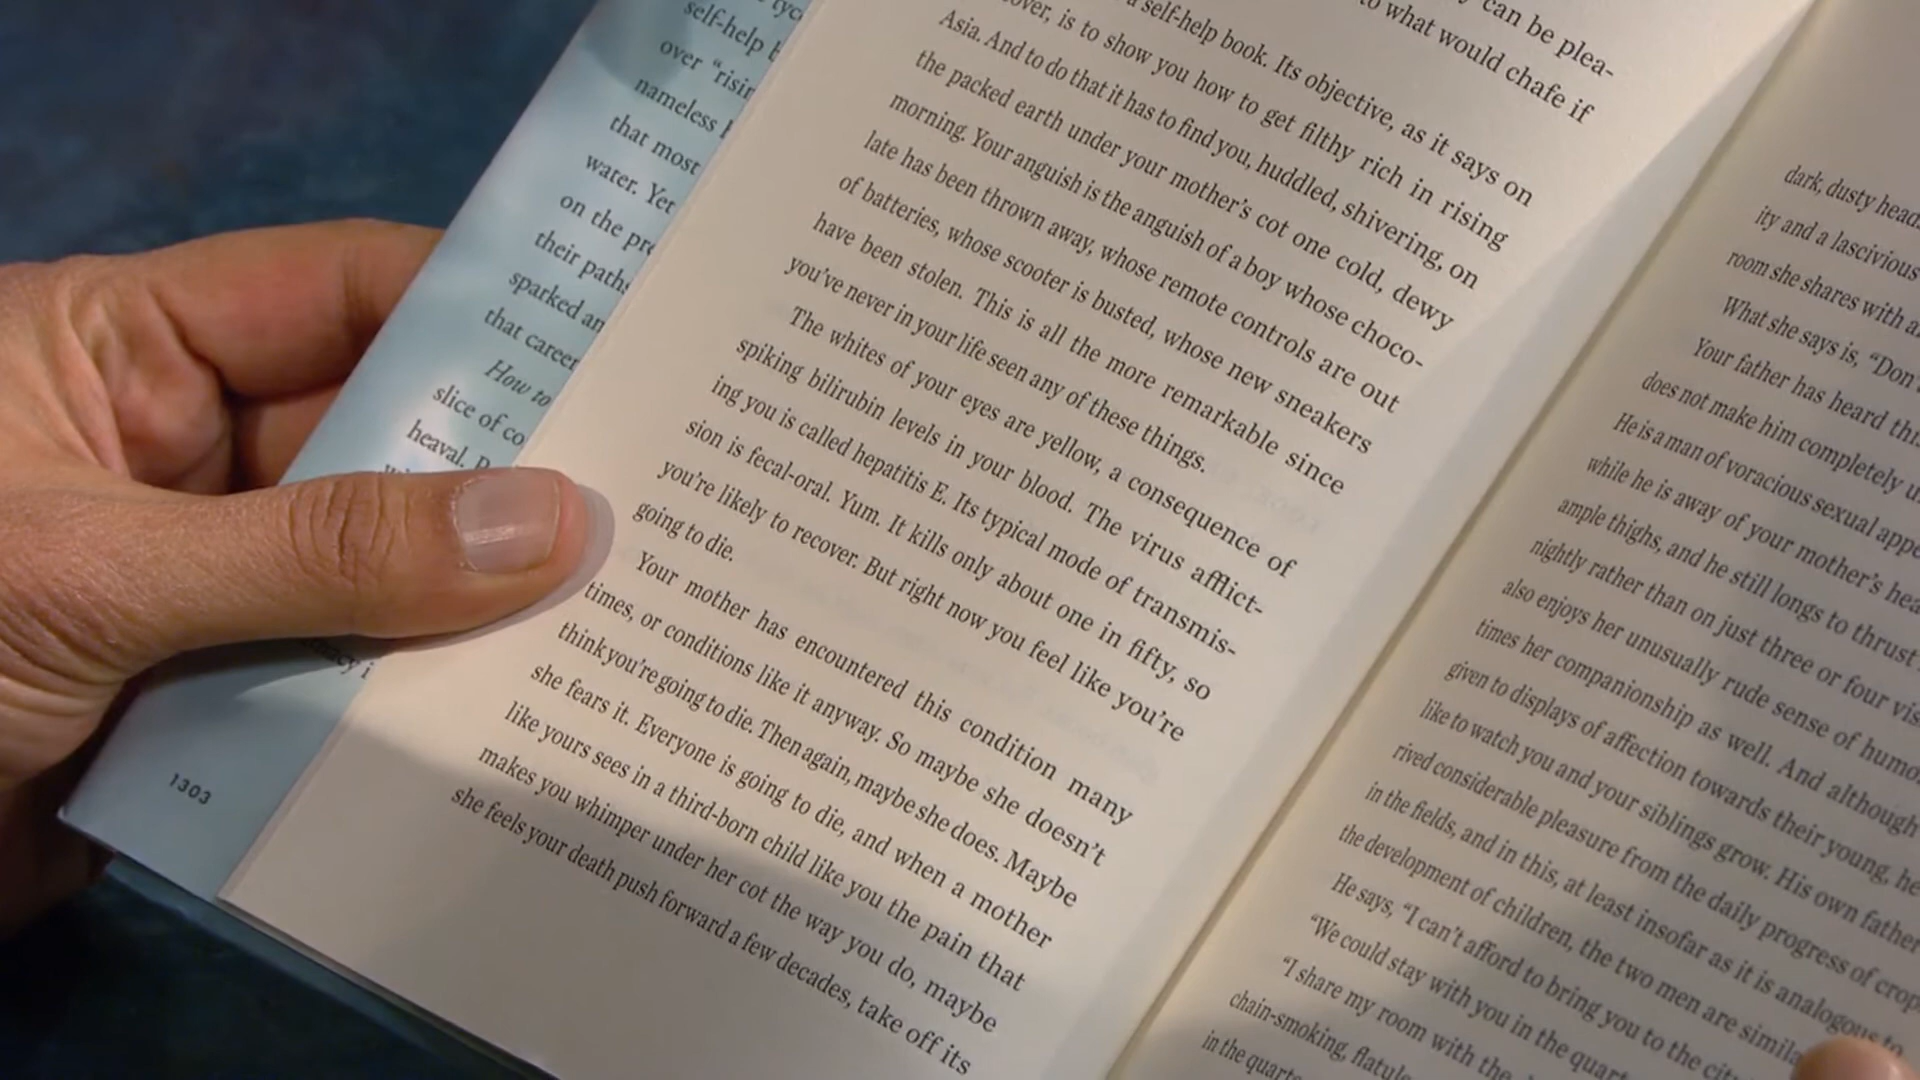 self-help
over “risin
nameless
that most
water. Yet
on the pre
their paths
sparked an
that career
How to
slice of co
heaval.
1303
can be plea-
to what would chafe if
a self-help book. Its objective, as it says on
over, is to show you how to get filthy rich in rising
Asia. And to do that it has to find you, huddled, shivering, on
the packed earth under your mother’s cot one cold, dewy
morning. Your anguish is the anguish of a boy whose choco-
late has been thrown away, whose remote controls are out
of batteries, whose scooter is busted, whose new sneakers
have been stolen. This is all the more remarkable since
you’ve never in your life seen any of these things.
The whites of your eyes are yellow, a consequence of
spiking bilirubin levels in your blood. The virus afflict-
ing you is called hepatitis E. Its typical mode of transmis-
sion is fecal-oral. Yum. It kills only about one in fifty, so
you’re likely to recover. But right now you feel like you’re
going to die.
Your mother has encountered this condition many
times, or conditions like it anyway. So maybe she doesn’t
think you’re going to die. Then again, maybe she does. Maybe
she fears it. Everyone is going to die, and when a mother
like yours sees in a third-born child like you the pain that
makes you whimper under her cot the way you do, maybe
she feels your death push forward a few decades, take off its
dark, dusty head
ity and a lascivious
room she shares with a
What she says is, “Don’
Your father has heard thi
does not make him completely u
He is a man of voracious sexual appe
while he is away of your mother’s hea
ample thighs, and he still longs to thrust
nightly rather than on just three or four vis
also enjoys her unusually rude sense of humo
times her companionship as well. And although
given to displays of affection towards their young, he
like to watch you and your siblings grow. His own father
rived considerable pleasure from the daily progress of crop
in the fields, and in this, at least insofar as it is analogous to
the development of children, the two men are simila
He says, “I can’t afford to bring you to the city
“We could stay with you in the quart
“I share my room with the
chain-smoking, flatul
in the quarte